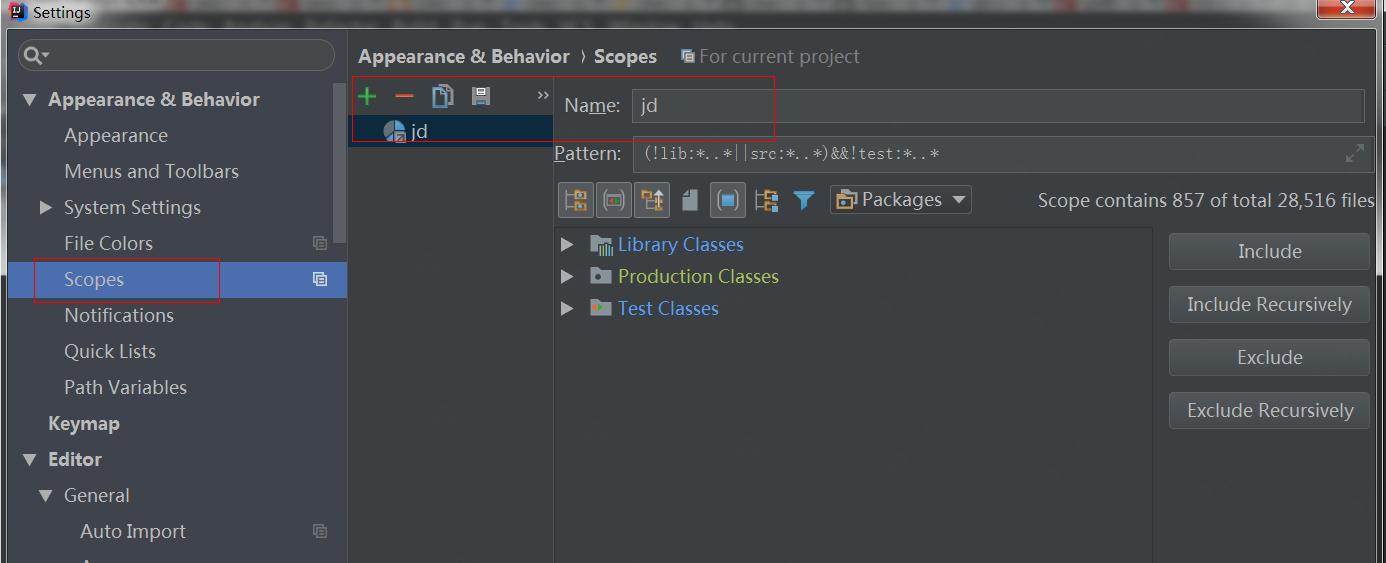 Settings
Appearance & Behavior › Scopes For current project
Appearance & Behavior
Appearance
Menus and Toolbars
System Settings
File Colors
Scopes
Notifications
Quick Lists
Path Variables
Keymap
Editor
General
Auto Import
»
jd
Name: jd
Pattern: (!lib:*..*||src:*..*)&&!test:*..*
Packages
Scope contains 857 of total 28,516 files
Library Classes
Production Classes
Test Classes
Include
Include Recursively
Exclude
Exclude Recursively